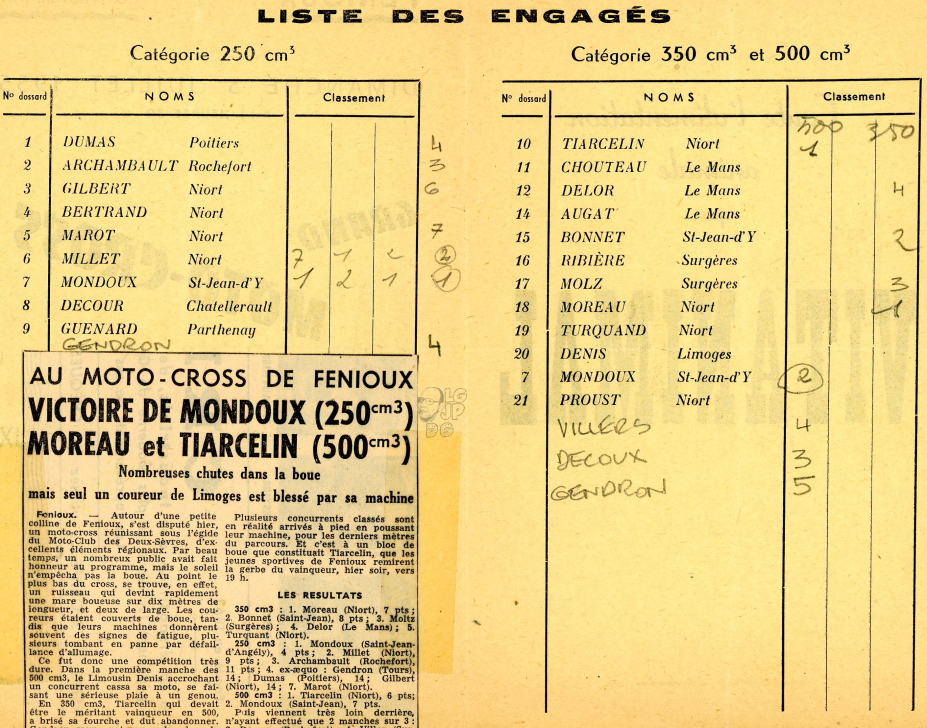 LISTE DES ENGAGÉS
Catégorie 250 cm³
Nº dossard NOMS Classement
1 DUMAS Poitiers 4
2 ARCHAMBAULT Rochefort 3
3 GILBERT Niort 6
4 BERTRAND Niort
5 MAROT Niort 7
6 MILLET Niort 7 1 2 2
7 MONDOUX St-Jean-d'Y 1 2 1 1
8 DECOUR Chatellerault
9 GUENARD Parthenay
GENDRON 4
AU MOTO-CROSS DE FENIOUX
VICTOIRE DE MONDOUX (250cm3)
MOREAU et TIARCELIN (500cm3)
Nombreuses chutes dans la boue
mais seul un coureur de Limoges est blessé par sa machine
Fenioux. — Autour d'une petite
colline de Fenioux, s'est disputé hier,
un moto-cross réunissant sous l'égide
du Moto-Club des Deux-Sèvres, d'ex-
cellents éléments régionaux. Par beau
temps, un nombreux public avait fait
honneur au programme, mais le soleil
n'empêcha pas la boue. Au point le
plus bas du cross, se trouve, en effet,
un ruisseau qui devint rapidement
une mare boueuse sur dix mètres de
longueur, et deux de large. Les cou-
reurs étaient couverts de boue, tan-
dis que leurs machines donnèrent
souvent des signes de fatigue, plu-
sieurs tombant en panne par défail-
lance d'allumage.
Ce fut donc une compétition très
dure. Dans la première manche des
500 cm3, le Limousin Denis accrochant
un concurrent cassa sa moto, se fai-
sant une sérieuse plaie à un genou.
En 350 cm3, Tiarcelin qui devait
être le méritant vainqueur en 500,
a brisé sa fourche et dut abandonner.
Plusieurs concurrents classés sont
en réalité arrivés à pied en poussant
leur machine, pour les derniers mètres
du parcours. Et c'est à un bloc de
boue que constituait Tiarcelin, que les
jeunes sportives de Fenioux remirent
la gerbe du vainqueur, hier soir, vers
19 h.
LES RESULTATS
350 cm3 : 1. Moreau (Niort), 7 pts ;
2. Bonnet (Saint-Jean), 8 pts ; 3. Moltz
(Surgères) ; 4. Delor (Le Mans) ; 5.
Turquant (Niort).
250 cm3 : 1. Mondoux (Saint-Jean-
d'Angély), 4 pts ; 2. Millet (Niort),
9 pts ; 3. Archambault (Rochefort),
11 pts ; 4. ex-æquo : Gendron (Tours),
14 ; Dumas (Poitiers), 14 ; Gilbert
(Niort), 14 ; 7. Marot (Niort).
500 cm3 : 1. Tiarcelin (Niort), 6 pts;
2. Mondoux (Saint-Jean), 7 pts.
Puis viennent très loin derrière,
n'ayant effectué que 2 manches sur 3 :
LG
JP
DG
Catégorie 350 cm³ et 500 cm³
Nº dossard NOMS Classement
500 350
10 TIARCELIN Niort 1
11 CHOUTEAU Le Mans
12 DELOR Le Mans 4
14 AUGAT Le Mans
15 BONNET St-Jean-d'Y 2
16 RIBIÈRE Surgères
17 MOLZ Surgères 3
18 MOREAU Niort 1
19 TURQUAND Niort
20 DENIS Limoges
7 MONDOUX St-Jean-d'Y 2
21 PROUST Niort
VILLERS 4
DECOUX 3
GENDRON 5